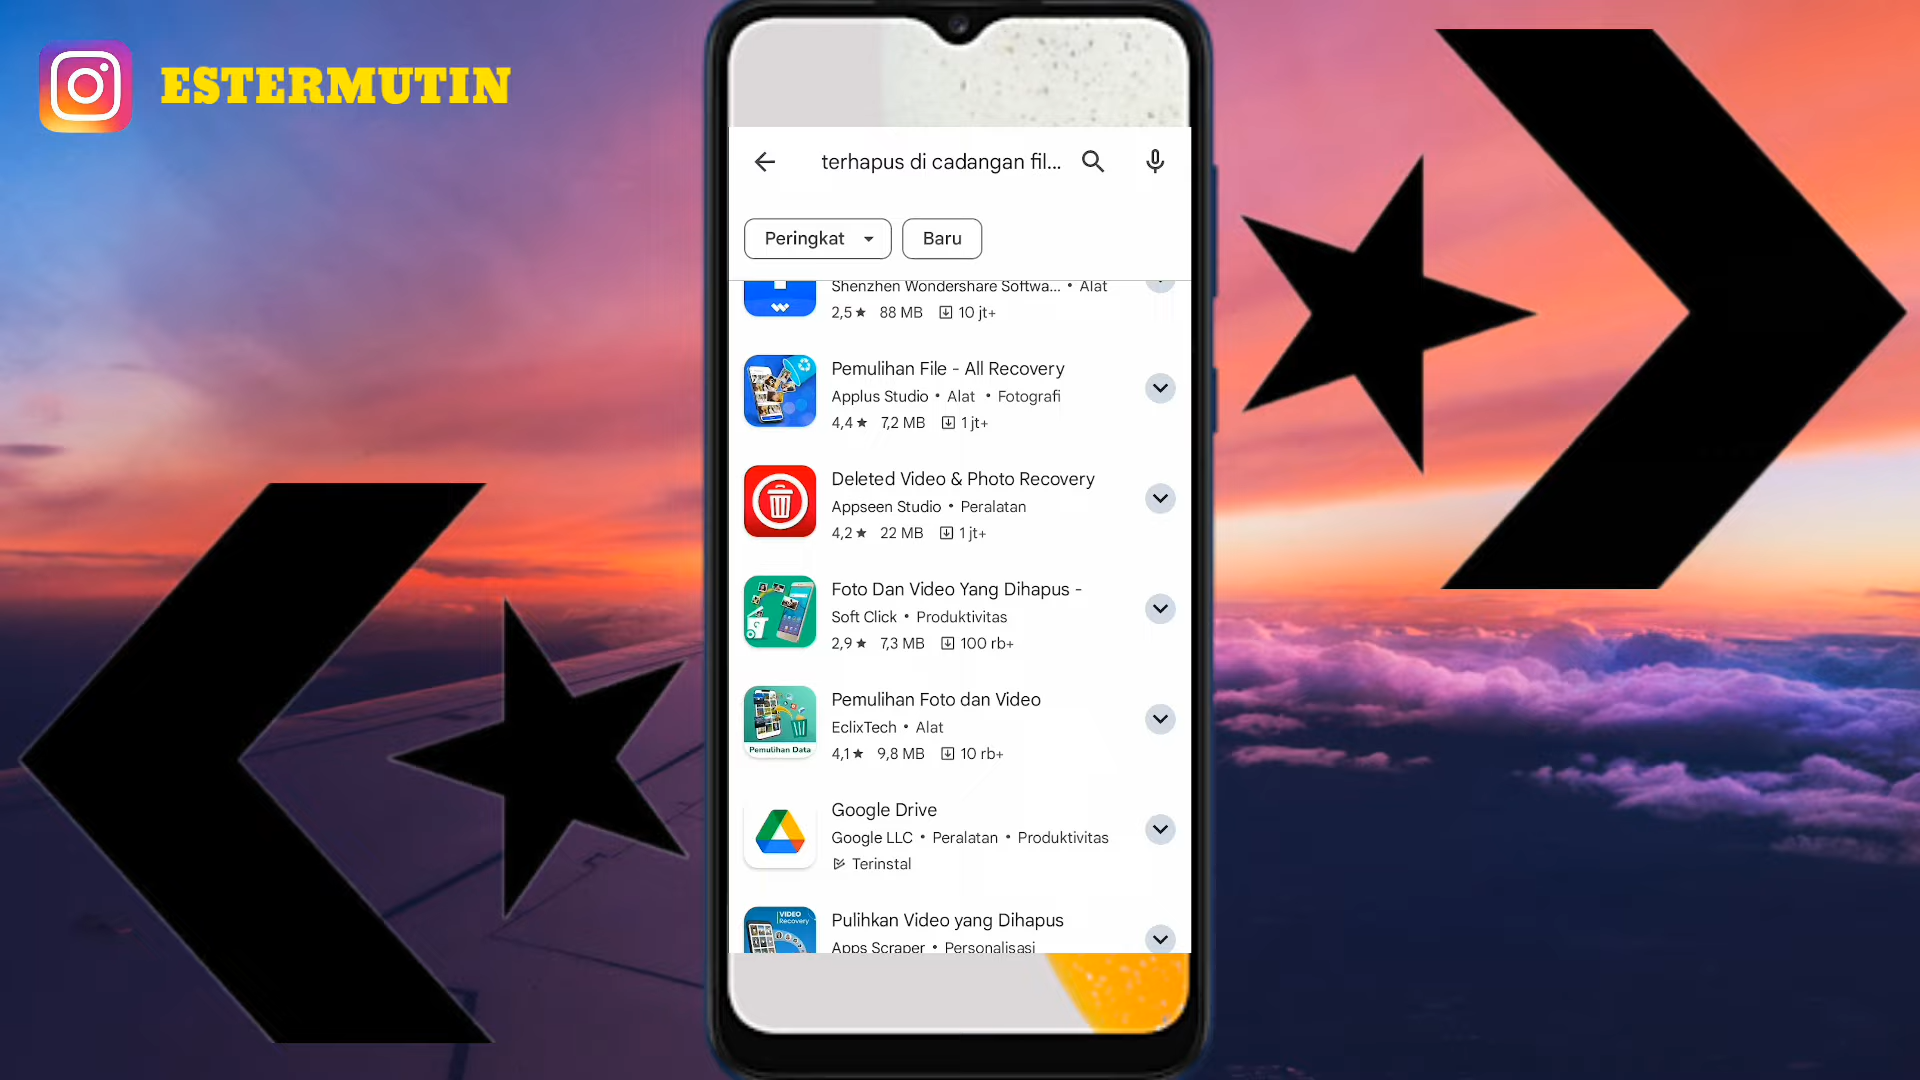 ESTERMUTIN
terhapus di cadangan fil...
Peringkat
Baru
Shenzhen Wondershare Softwa... • Alat
2,5★ 88 MB 10 jt+
Pemulihan File - All Recovery
Applus Studio • Alat • Fotografi
4,4★ 7,2 MB 1 jt+
Deleted Video & Photo Recovery
Appseen Studio • Peralatan
4,2★ 22 MB 1 jt+
Foto Dan Video Yang Dihapus -
Soft Click • Produktivitas
2,9★ 7,3 MB 100 rb+
Pemulihan Data
Pemulihan Foto dan Video
EclixTech • Alat
4,1★ 9,8 MB 10 rb+
Google Drive
Google LLC • Peralatan • Produktivitas
Terinstal
VIDEO
Recovery
Pulihkan Video yang Dihapus
Apps Scraper • Personalisasi